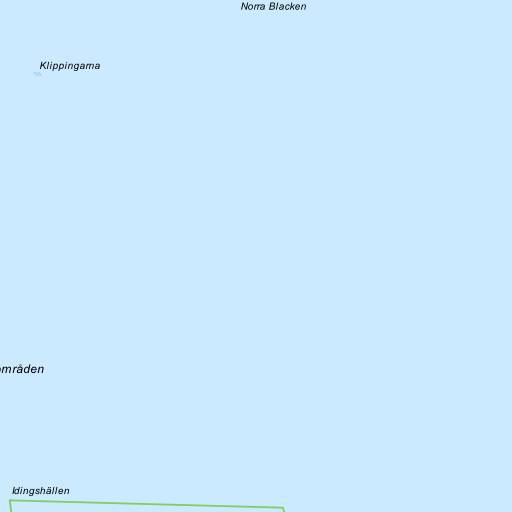 Norra Blacken
Klippingarna
områden
Idingshällen